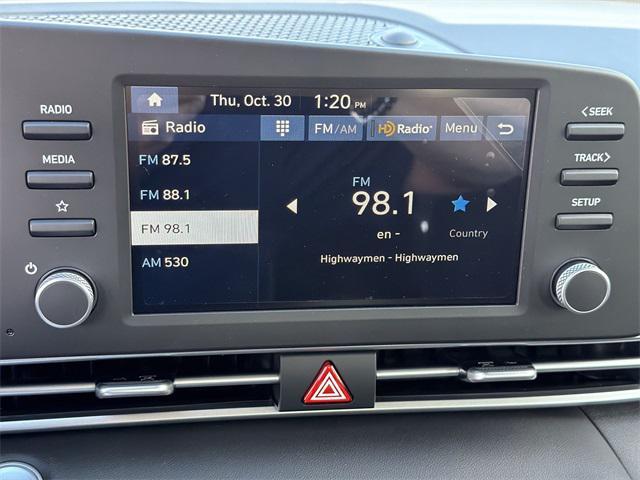 Thu, Oct. 30 1:20 PM
RADIO
MEDIA
Radio
FM/AM
HD Radio
Menu
FM 87.5
FM 88.1
FM 98.1
AM 530
FM
98.1
en -
Country
Highwaymen - Highwaymen
<SEEK
TRACK>
SETUP